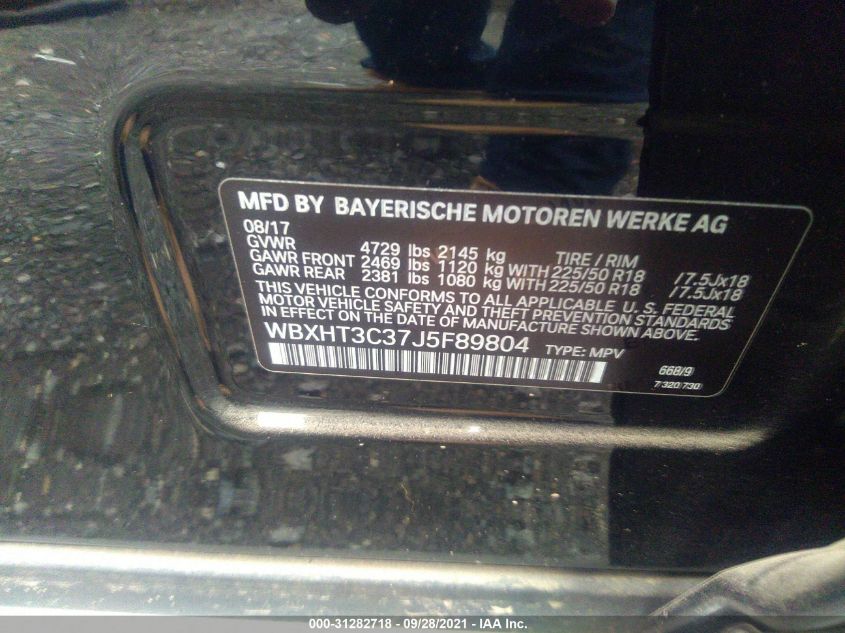 MFD BY BAYERISCHE MOTOREN WERKE AG
08/17
GVWR 4729 lbs 2145 kg TIRE / RIM
GAWR FRONT 2469 lbs 1120 kg WITH 225/50 R18 /7.5Jx18
GAWR REAR 2381 lbs 1080 kg WITH 225/50 R18 /7.5Jx18
THIS VEHICLE CONFORMS TO ALL APPLICABLE U.S. FEDERAL
MOTOR VEHICLE SAFETY AND THEFT PREVENTION STANDARDS
IN EFFECT ON THE DATE OF MANUFACTURE SHOWN ABOVE.
WBXHT3C37J5F89804 TYPE: MPV
668/9
7 320 730
000-31282718 - 09/28/2021 - IAA Inc.